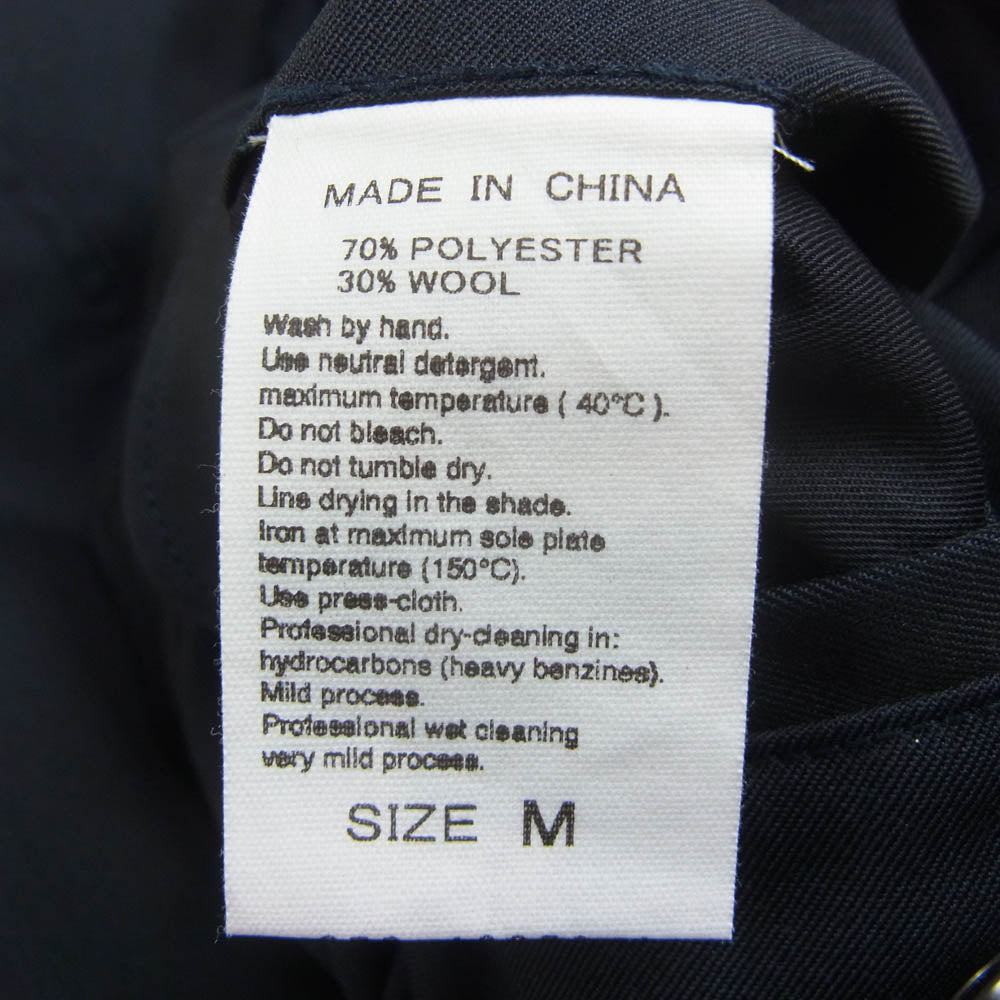 MADE IN CHINA
70% POLYESTER
30% WOOL
Wash by hand.
Use neutral detergent.
maximum temperature ( 40°C ).
Do not bleach.
Do not tumble dry.
Line drying in the shade.
Iron at maximum sole plate
temperature (150°C).
Use press-cloth.
Professional dry-cleaning in:
hydrocarbons (heavy benzines).
Mild process.
Professional wet cleaning
very mild process.
SIZE M